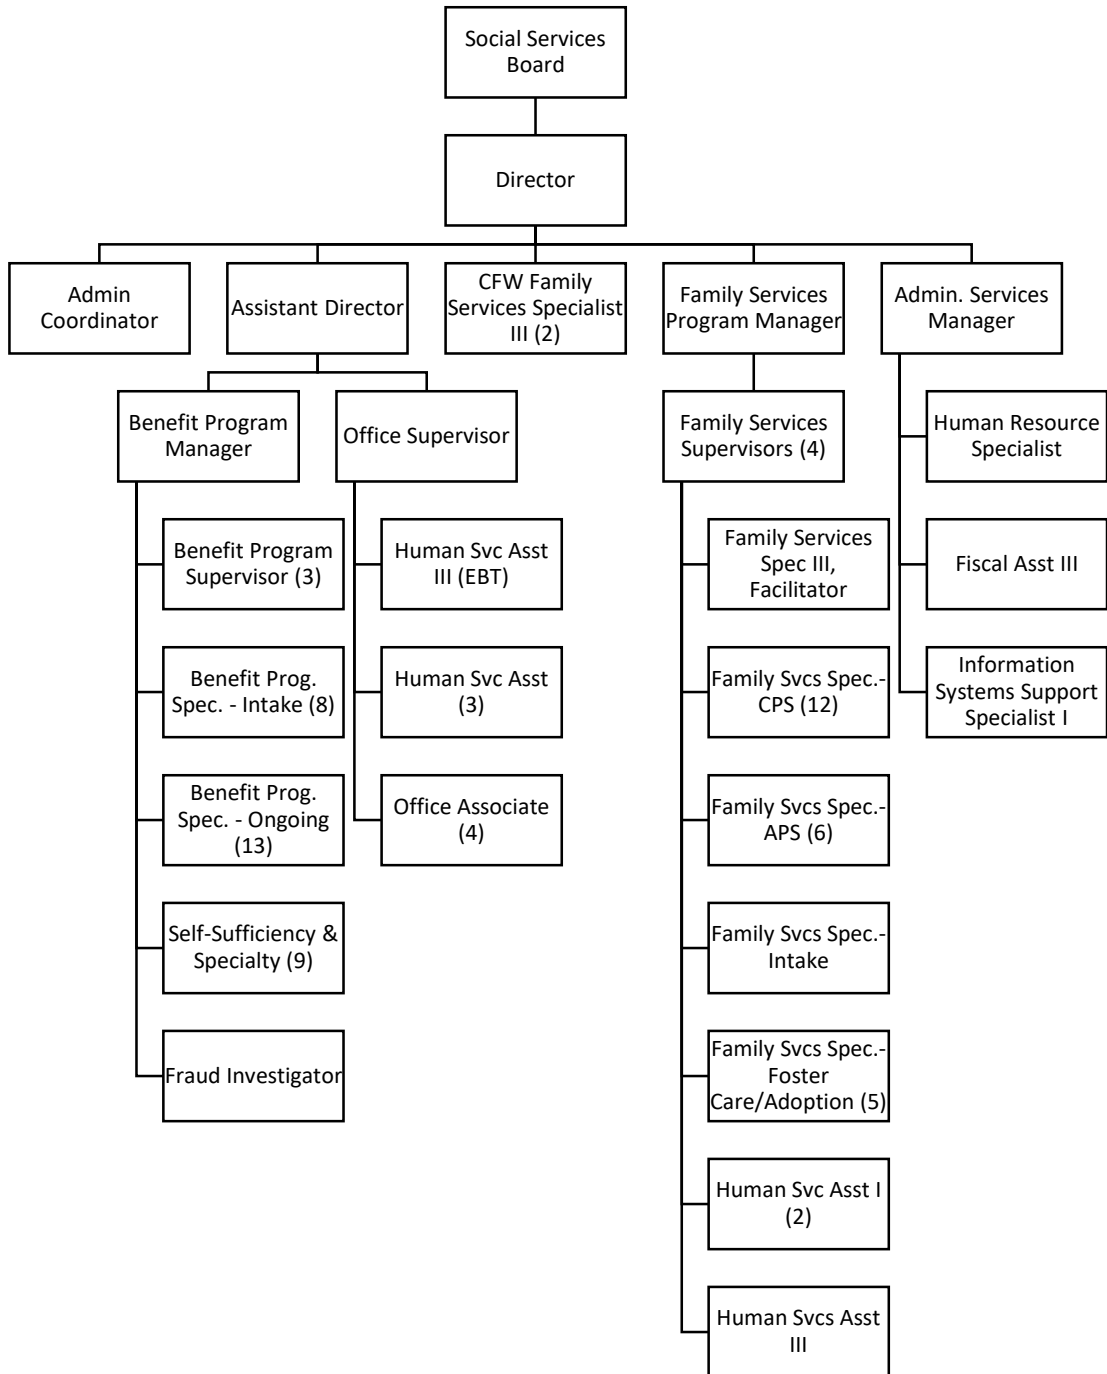 Social Services
Board
Director
Admin
Coordinator
Assistant Director
CFW Family
Services Specialist
III (2)
Family Services
Program Manager
Admin. Services
Manager
Benefit Program
Manager
Office Supervisor
Family Services
Supervisors (4)
Human Resource
Specialist
Benefit Program
Supervisor (3)
Human Svc Asst
III (EBT)
Family Services
Spec III,
Facilitator
Fiscal Asst III
Benefit Prog.
Spec. - Intake (8)
Human Svc Asst
(3)
Family Svcs Spec.-
CPS (12)
Information
Systems Support
Specialist I
Benefit Prog.
Spec. - Ongoing
(13)
Office Associate
(4)
Family Svcs Spec.-
APS (6)
Self-Sufficiency &
Specialty (9)
Family Svcs Spec.-
Intake
Fraud Investigator
Family Svcs Spec.-
Foster
Care/Adoption (5)
Human Svc Asst I
(2)
Human Svcs Asst
III